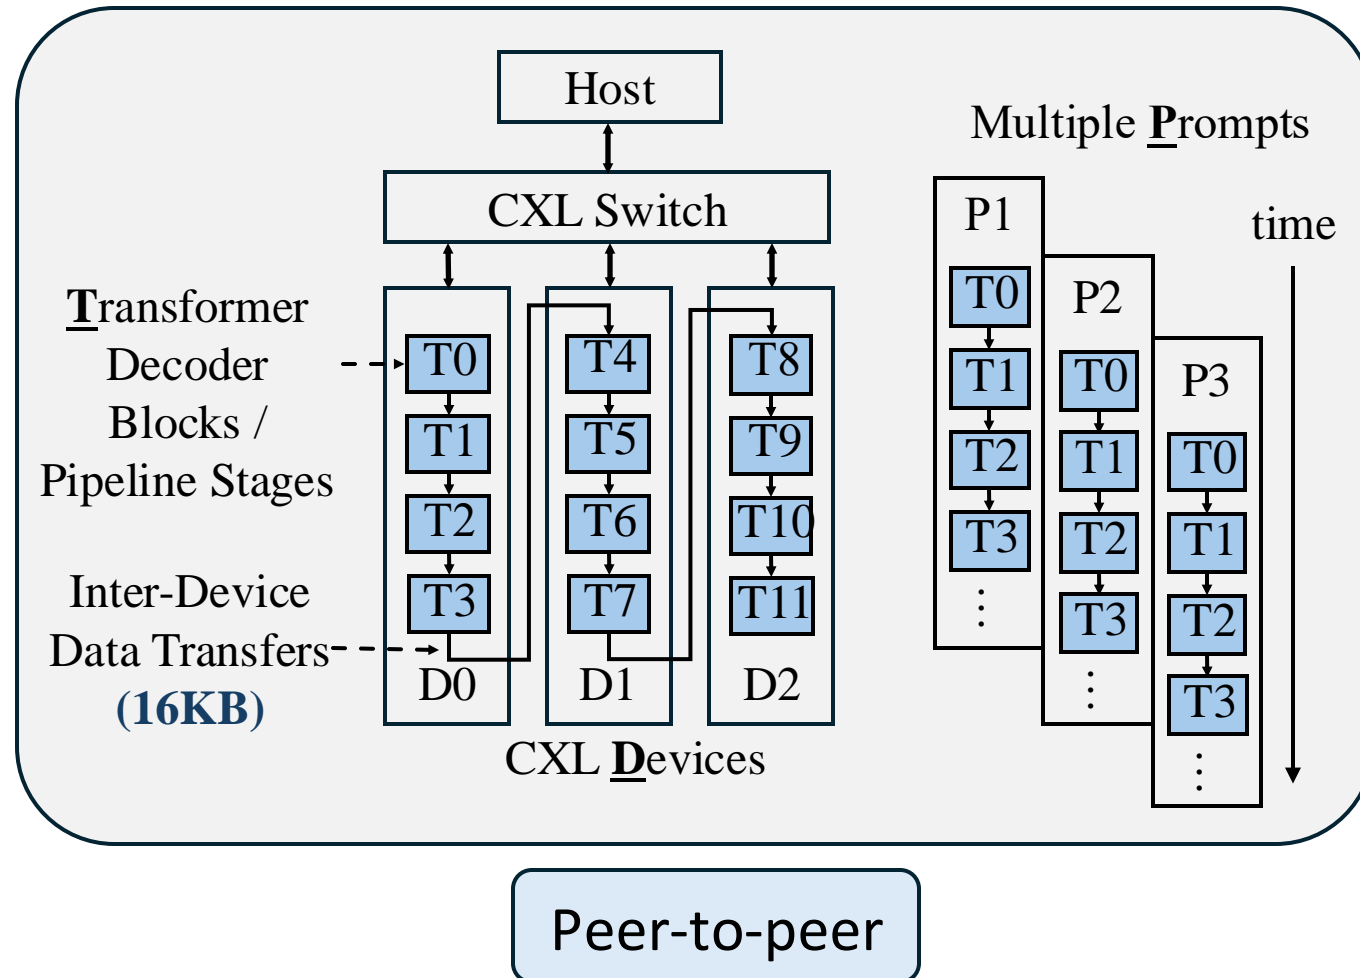 Host
CXL Switch
Transformer
Decoder
Blocks /
Pipeline Stages
Inter-Device
Data Transfers
(16KB)
T0
T1
T2
T3
D0
T4
T5
T6
T7
D1
T8
T9
T10
T11
D2
CXL Devices
Multiple Prompts
time
P1
T0
T1
T2
T3
⋮
P2
T0
T1
T2
T3
⋮
P3
T0
T1
T2
T3
⋮
Peer-to-peer